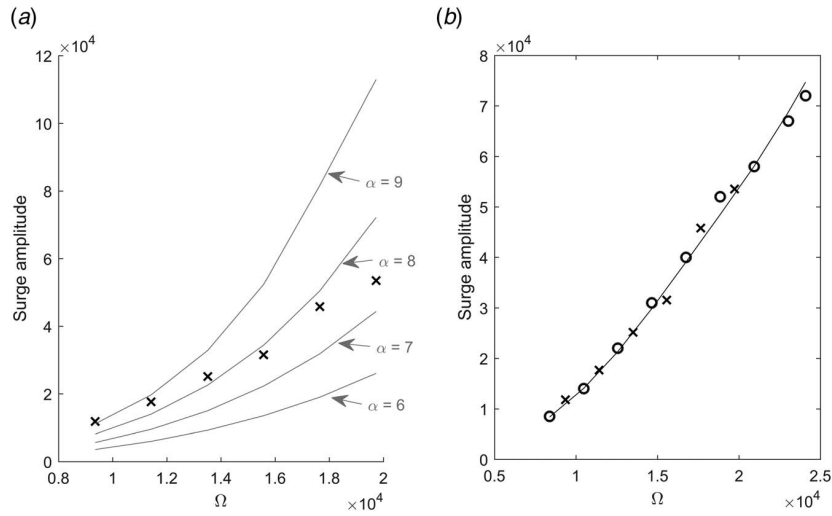 (a)
×10⁴
12
10
8
6
4
2
0
Surge amplitude
α = 9
α = 8
α = 7
α = 6
0.8 1 1.2 1.4 1.6 1.8 2
×10⁴
Ω
(b)
×10⁴
8
7
6
5
4
3
2
1
0
Surge amplitude
0.5 1 1.5 2 2.5
×10⁴
Ω